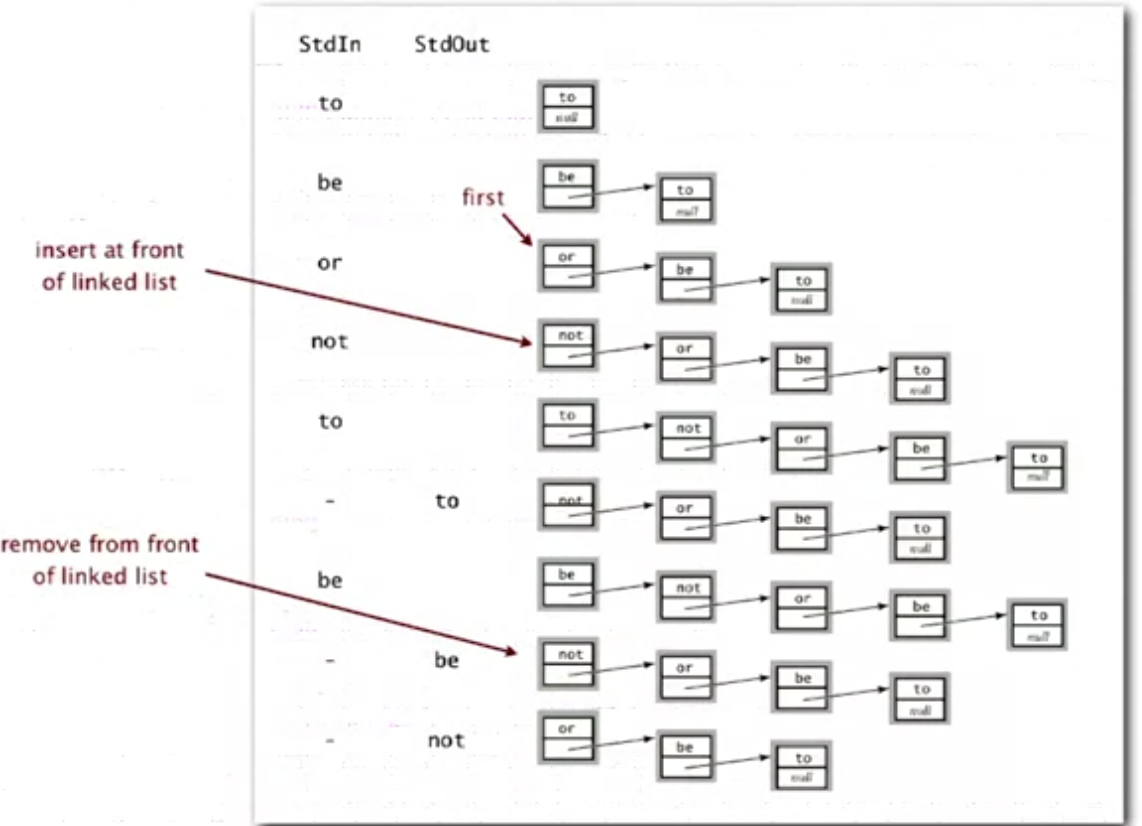 StdIn StdOut
to
to
null
be
be
to
null
first
insert at front
of linked list
or
or
be
to
null
not
not
or
be
to
null
to
to
not
or
be
to
null
- to
not
or
be
to
null
remove from front
of linked list
be
be
not
or
be
to
null
- be
not
or
be
to
null
- not
or
be
to
null